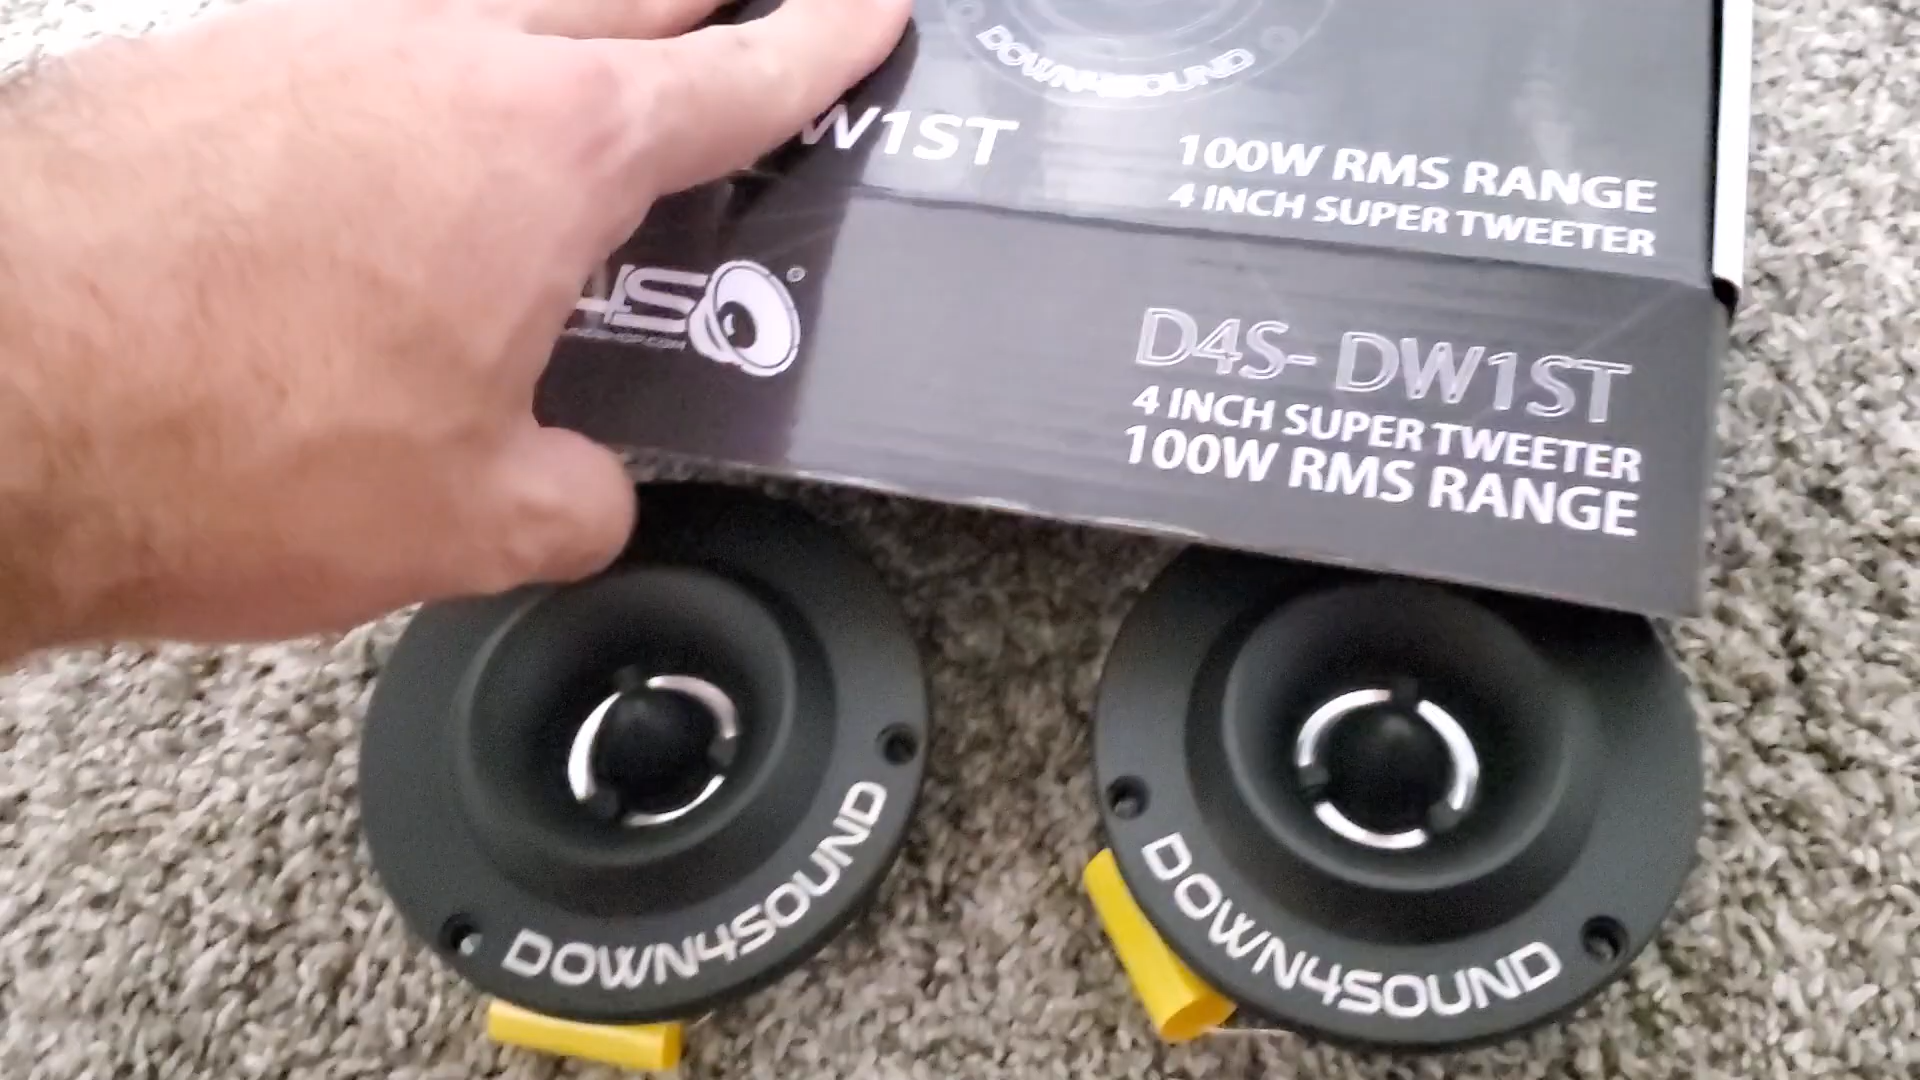 DOWN4SOUND
W1ST
100W RMS RANGE
4 INCH SUPER TWEETER
4S
D4S- DW1ST
4 INCH SUPER TWEETER
100W RMS RANGE
DOWN4SOUND
DOWN4SOUND